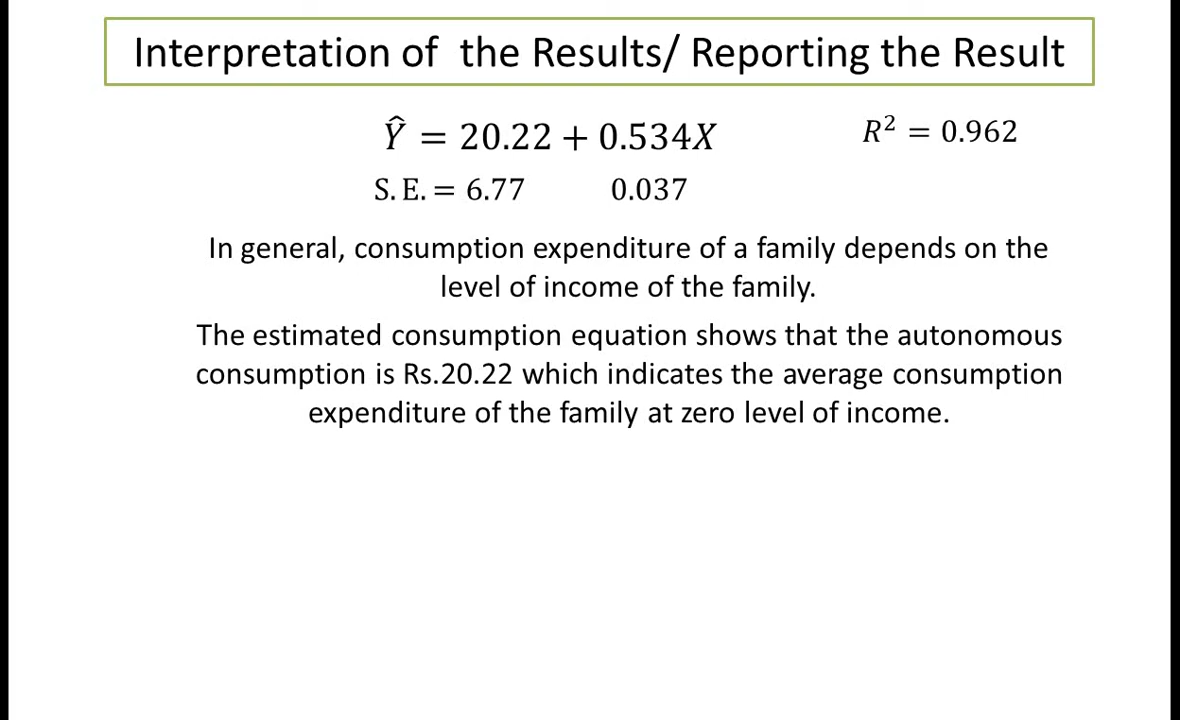 Interpretation of the Results/ Reporting the Result
Ŷ = 20.22 + 0.534X R² = 0.962
S. E. = 6.77 0.037
In general, consumption expenditure of a family depends on the
level of income of the family.
The estimated consumption equation shows that the autonomous
consumption is Rs.20.22 which indicates the average consumption
expenditure of the family at zero level of income.